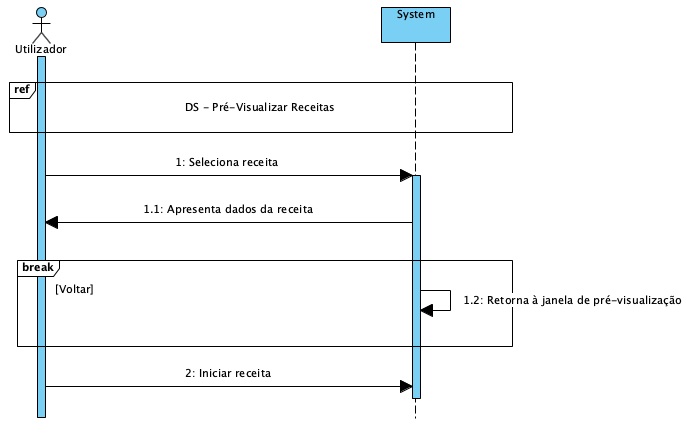 System
Utilizador
ref
DS - Pré-Visualizar Receitas
1: Seleciona receita
1.1: Apresenta dados da receita
break
[Voltar]
1.2: Retorna à janela de pré-visualização
2: Iniciar receita